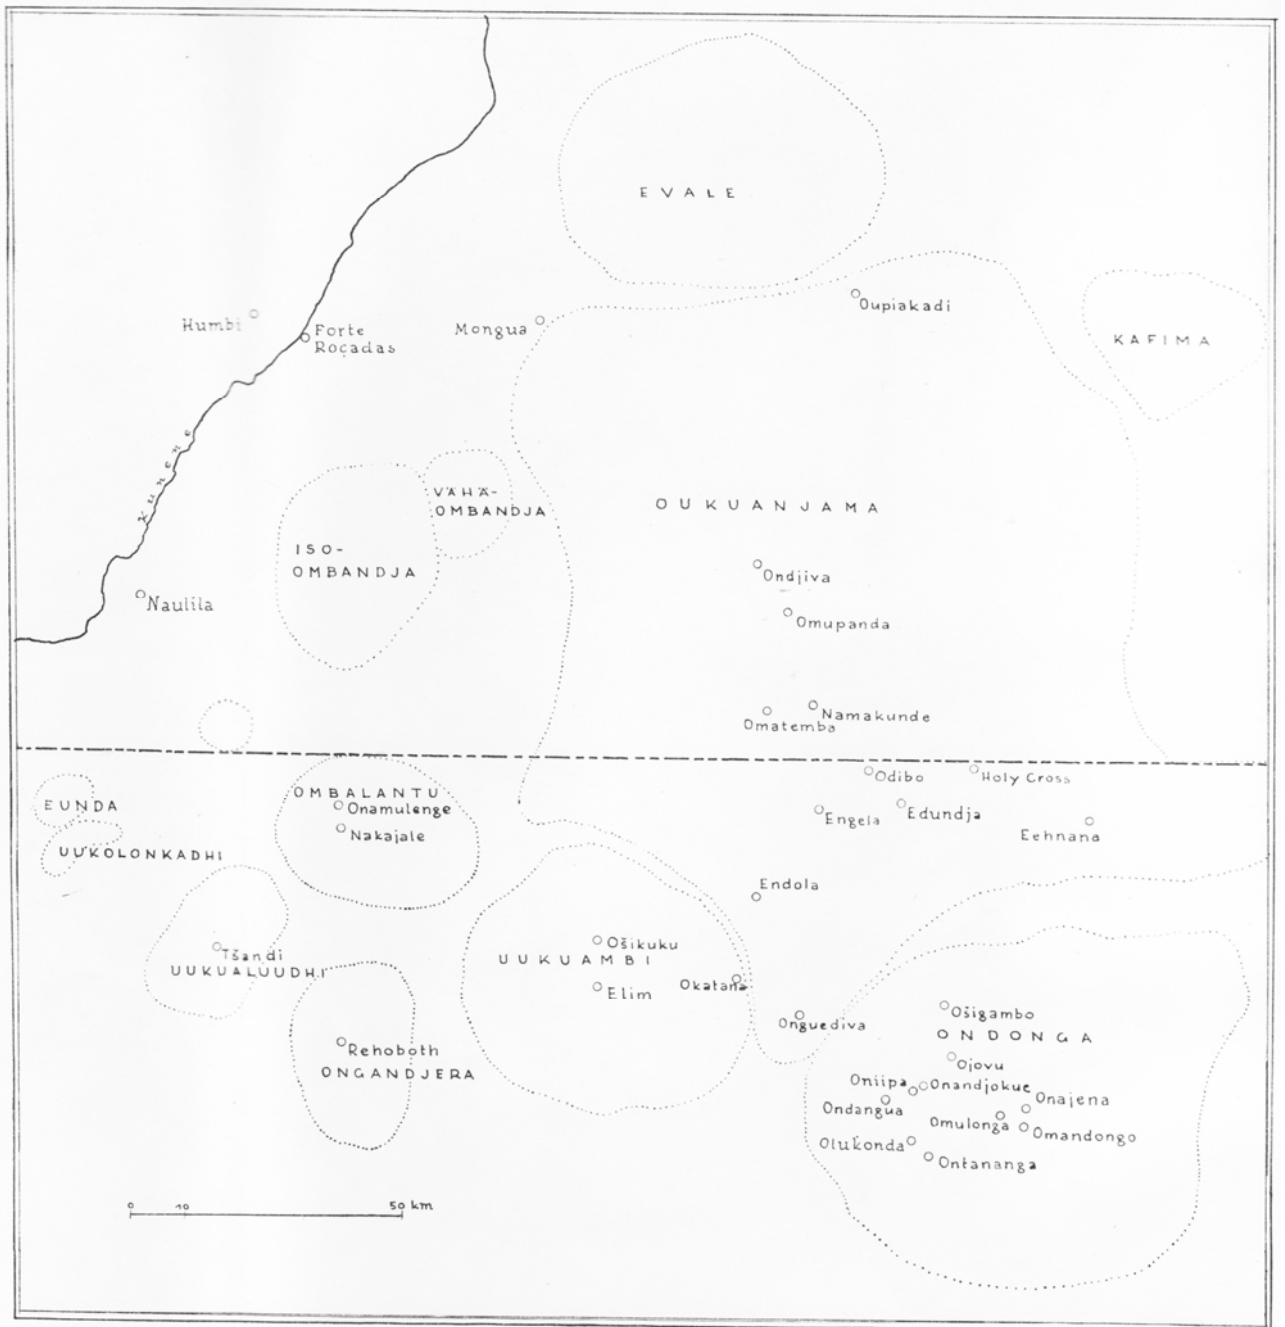 EVALE
Oupiakadi
Humbi
Forte
Roçadas
Mongua
KAFIMA
Kunene
VÄHÄ-
OMBANDJA
OUKUANJAMA
ISO-
OMBANDJA
Ondjiva
Naulila
Omupanda
Namakunde
Omatemba
Odibo
Holy Cross
OMBALANTU
EUNDA
Onamulenge
Engela
Edundja
Nakajale
Eehnana
UUKOLONKADHI
Endola
Ošikuku
Tšandi
UUKUAMBI
UUKUALUUDHI
Okatana
Elim
Ošigambo
Onguediva
ONDONGA
Rehoboth
Ojovu
ONGANDJERA
Oniipa
Onandjokue
Onajena
Ondangua
Omulonga
Omandongo
Olukonda
Ontananga
0 10 50 km